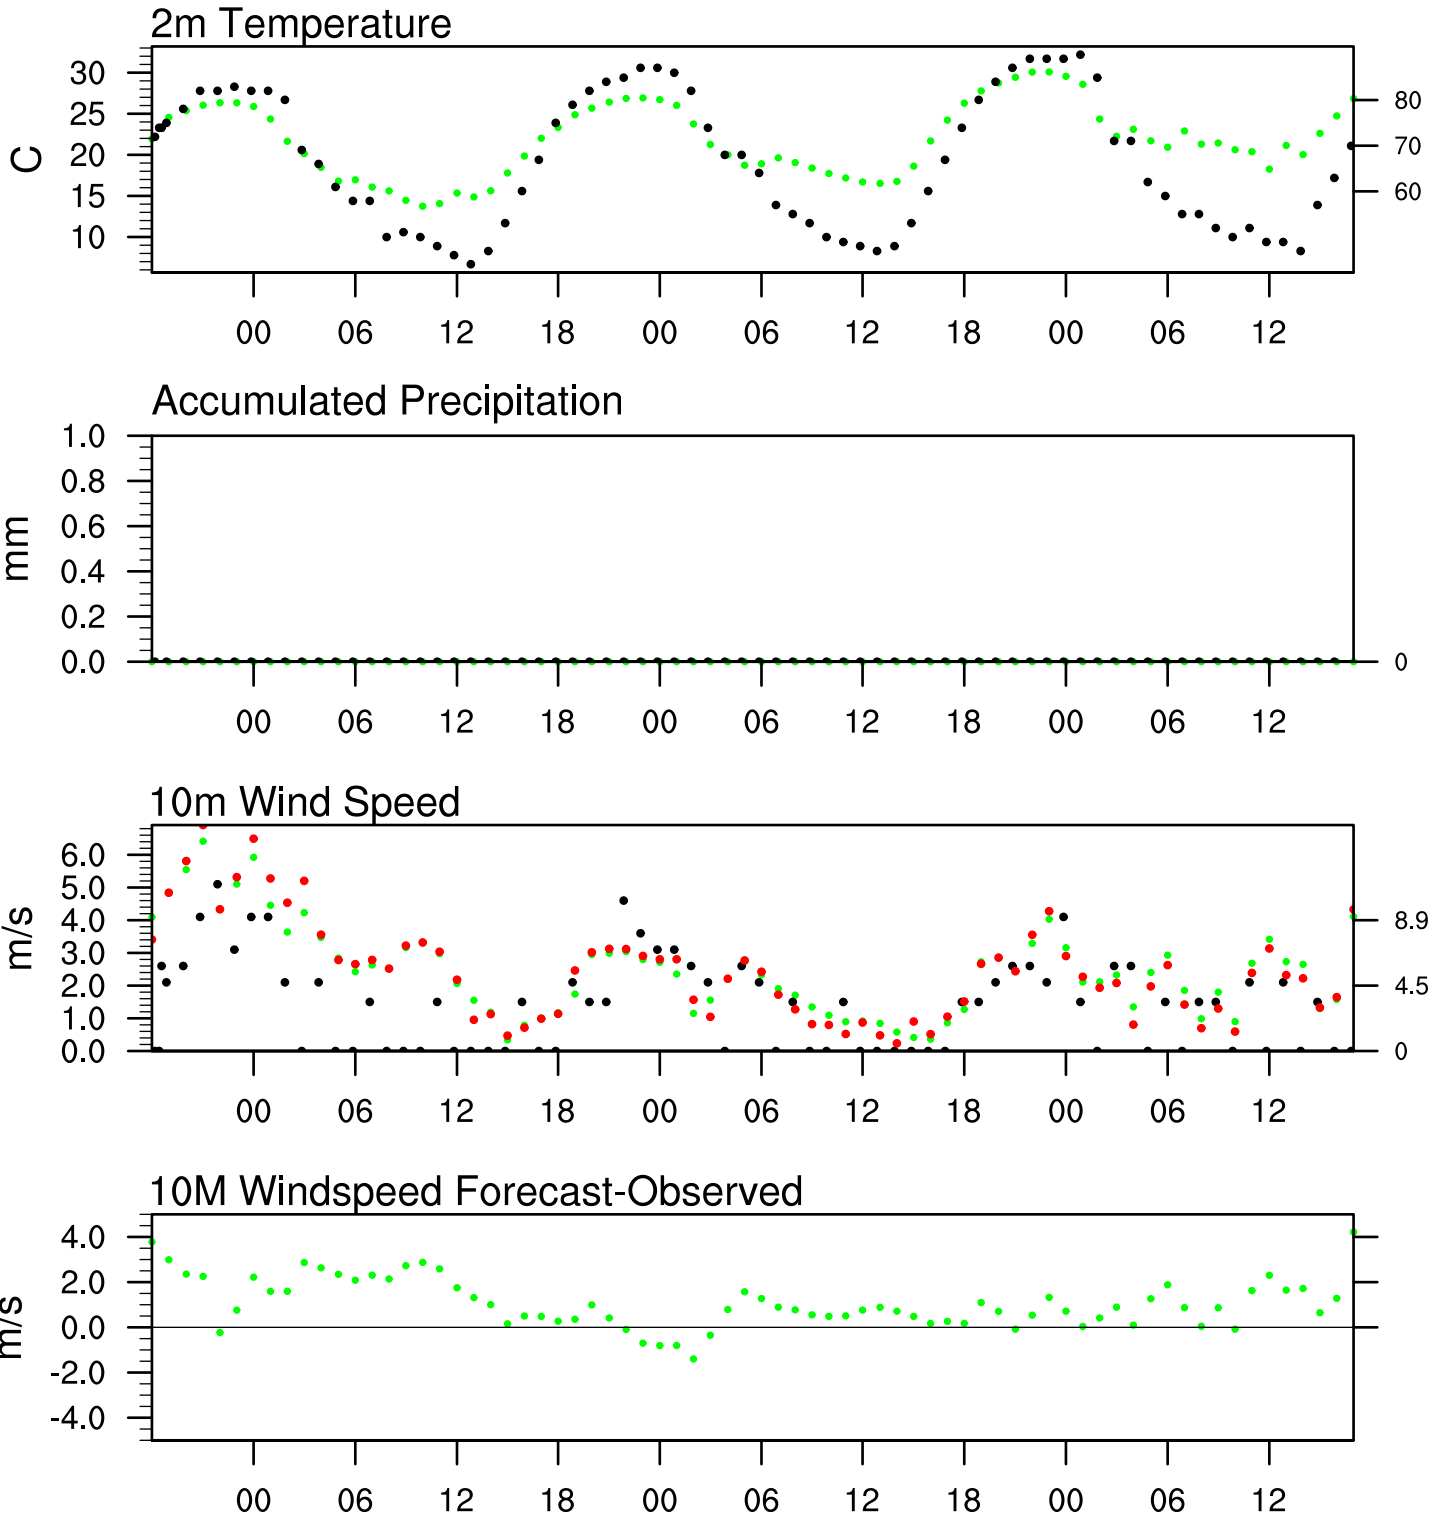 2m Temperature
30
25
20
15
10
C
80
70
60
00 06 12 18 00 06 12 18 00 06 12
Accumulated Precipitation
1.0
0.8
0.6
0.4
0.2
0.0
mm
0
00 06 12 18 00 06 12 18 00 06 12
10m Wind Speed
6.0
5.0
4.0
3.0
2.0
1.0
0.0
m/s
8.9
4.5
0
00 06 12 18 00 06 12 18 00 06 12
10M Windspeed Forecast-Observed
4.0
2.0
0.0
-2.0
-4.0
m/s
00 06 12 18 00 06 12 18 00 06 12